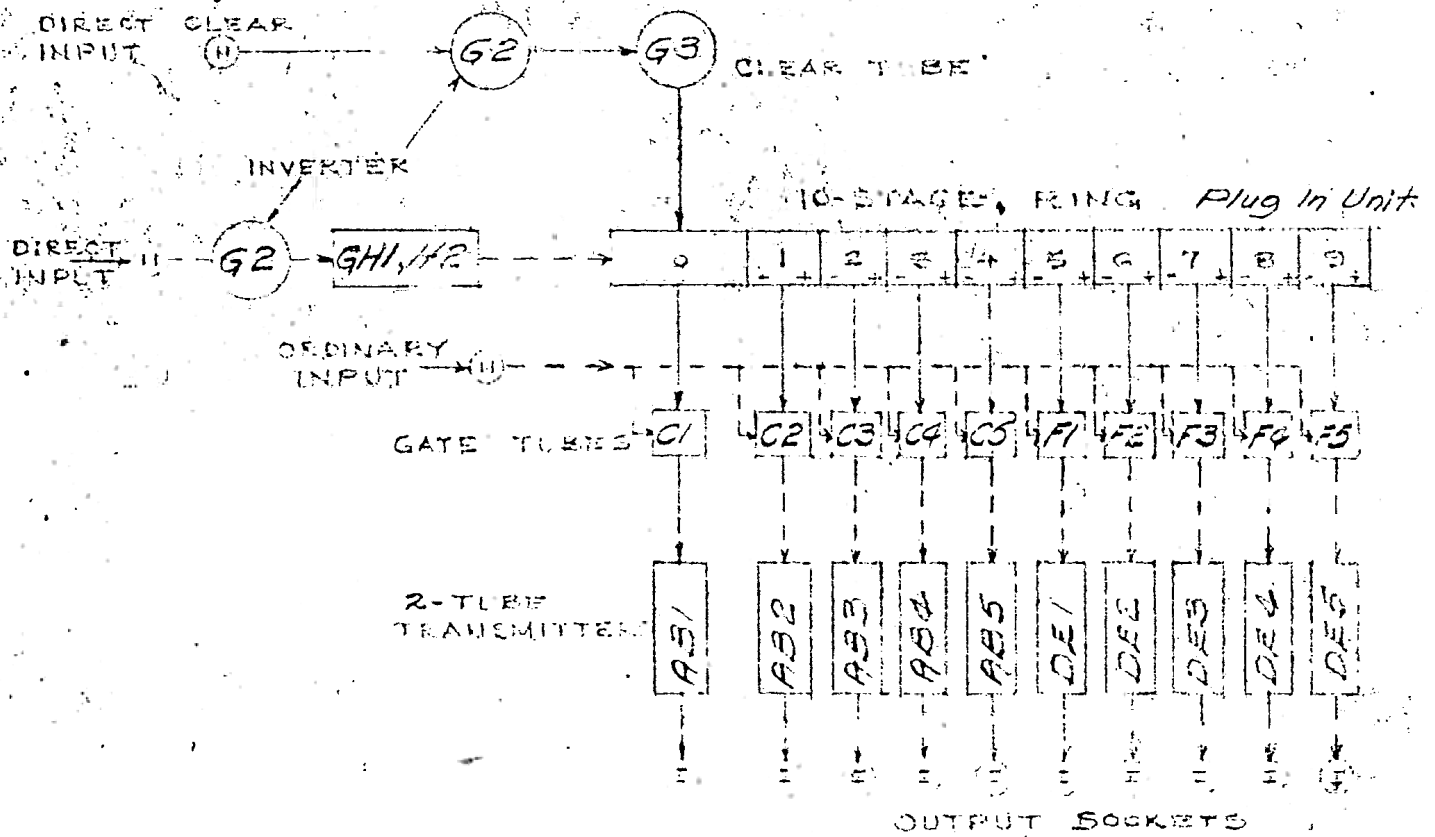 DIRECT CLEAR
INPUT
G2
G3
CLEAR T BE
INVERTER
10-STAGE RING Plug In Unit
DIRECT
INPUT
G2
GH1, H2
0 1 2 3 4 5 6 7 8 9
- + - + - + - + - + - + - + - + - +
ORDINARY
INPUT
GATE TUBES
C1 C2 C3 C4 C5 F1 F2 F3 F4 F5
2-TUBE
TRANSMITTER
AB1 AB2 AB3 AB4 AB5 DE1 DE2 DE3 DE4 DE5
OUTPUT SOCKETS